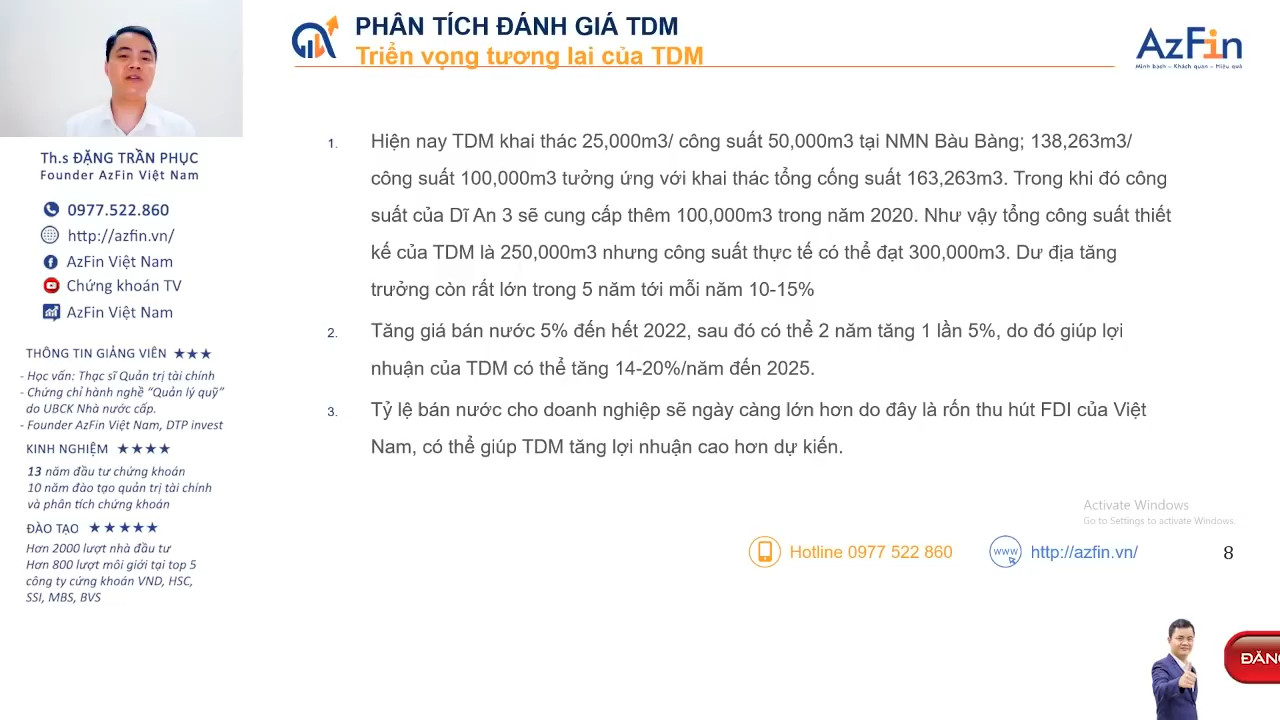 PHÂN TÍCH ĐÁNH GIÁ TDM
Triển vọng tương lai của TDM
AzFin
Minh bạch – Khách quan – Hiệu quả
Th.s ĐẶNG TRẦN PHỤC
Founder AzFin Việt Nam
0977.522.860
http://azfin.vn/
AzFin Việt Nam
Chứng khoán TV
AzFin Việt Nam
THÔNG TIN GIẢNG VIÊN ★★★
- Học vấn: Thạc sĩ Quản trị tài chính
- Chứng chỉ hành nghề “Quản lý quỹ”
do UBCK Nhà nước cấp.
- Founder AzFin Việt Nam, DTP invest
KINH NGHIỆM ★★★★
13 năm đầu tư chứng khoán
10 năm đào tạo quản trị tài chính
và phân tích chứng khoán
ĐÀO TẠO ★★★★★
Hơn 2000 lượt nhà đầu tư
Hơn 800 lượt môi giới tại top 5
công ty cứng khoán VND, HSC,
SSI, MBS, BVS
1. Hiện nay TDM khai thác 25,000m3/ công suất 50,000m3 tại NMN Bàu Bàng; 138,263m3/
công suất 100,000m3 tưởng ứng với khai thác tổng cống suất 163,263m3. Trong khi đó công
suất của Dĩ An 3 sẽ cung cấp thêm 100,000m3 trong năm 2020. Như vậy tổng công suất thiết
kế của TDM là 250,000m3 nhưng công suất thực tế có thể đạt 300,000m3. Dư địa tăng
trưởng còn rất lớn trong 5 năm tới mỗi năm 10-15%
2. Tăng giá bán nước 5% đến hết 2022, sau đó có thể 2 năm tăng 1 lần 5%, do đó giúp lợi
nhuận của TDM có thể tăng 14-20%/năm đến 2025.
3. Tỷ lệ bán nước cho doanh nghiệp sẽ ngày càng lớn hơn do đây là rốn thu hút FDI của Việt
Nam, có thể giúp TDM tăng lợi nhuận cao hơn dự kiến.
Activate Windows
Go to Settings to activate Windows.
Hotline 0977 522 860
www
http://azfin.vn/
8
ĐĂNG